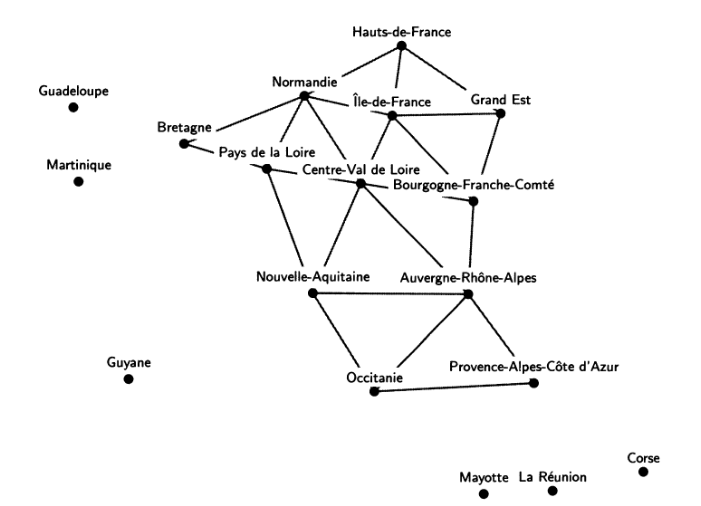 Hauts-de-France
Normandie
Guadeloupe
Île-de-France
Grand Est
Bretagne
Pays de la Loire
Martinique
Centre-Val de Loire
Bourgogne-Franche-Comté
Nouvelle-Aquitaine
Auvergne-Rhône-Alpes
Guyane
Provence-Alpes-Côte d'Azur
Occitanie
Corse
Mayotte
La Réunion